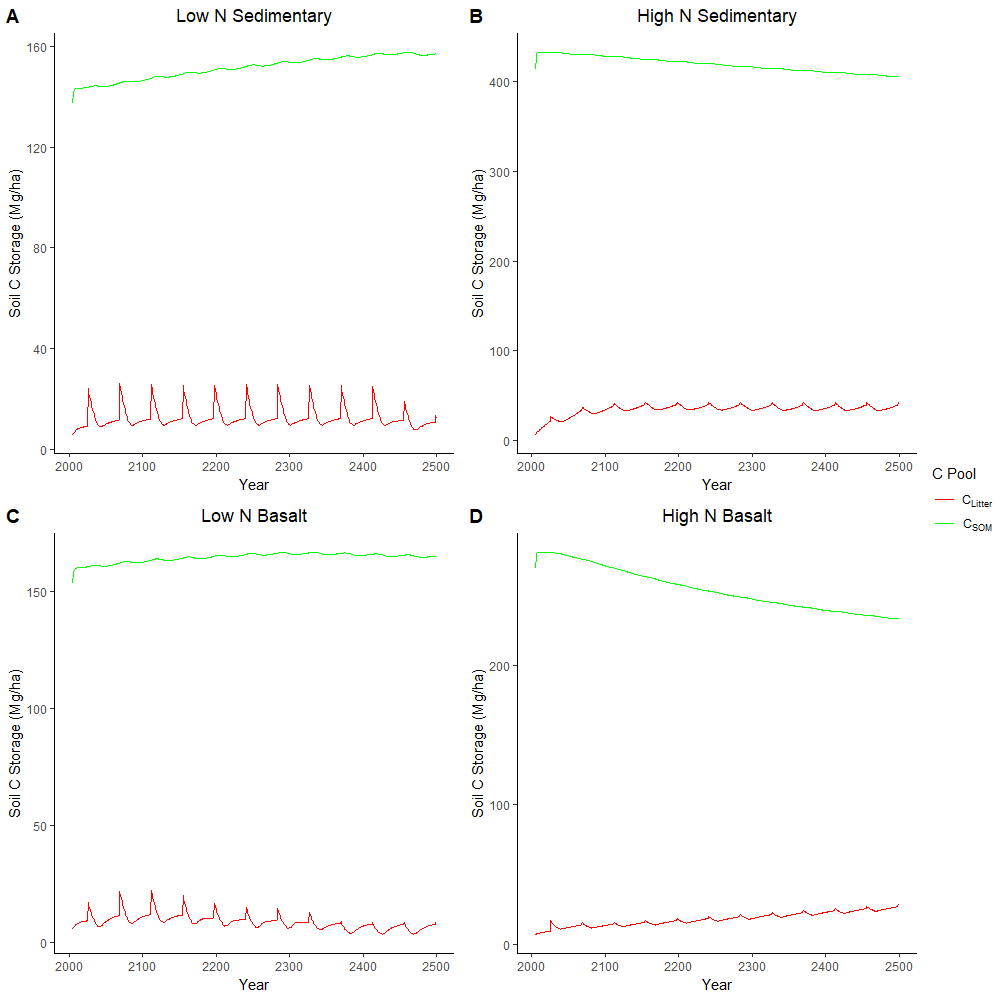 A Low N Sedimentary
Soil C Storage (Mg/ha)
160
120
80
40
0
2000 2100 2200 2300 2400 2500
Year
B High N Sedimentary
Soil C Storage (Mg/ha)
400
300
200
100
0
2000 2100 2200 2300 2400 2500
Year
C Low N Basalt
Soil C Storage (Mg/ha)
150
100
50
0
2000 2100 2200 2300 2400 2500
Year
D High N Basalt
Soil C Storage (Mg/ha)
200
100
0
2000 2100 2200 2300 2400 2500
Year
C Pool
CLitter
CSOM